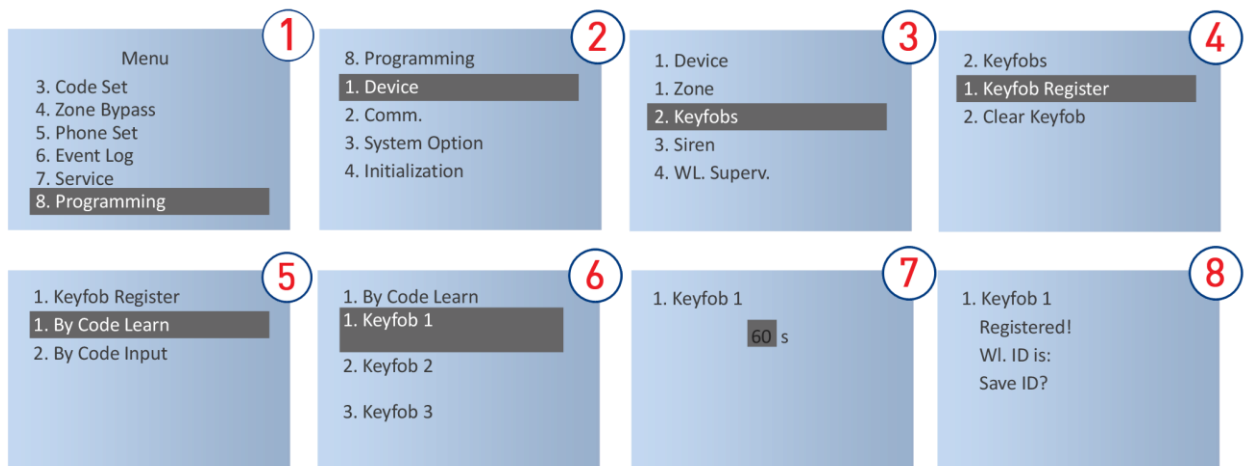 1
Menu
3. Code Set
4. Zone Bypass
5. Phone Set
6. Event Log
7. Service
8. Programming
2
8. Programming
1. Device
2. Comm.
3. System Option
4. Initialization
3
1. Device
1. Zone
2. Keyfobs
3. Siren
4. WL. Superv.
4
2. Keyfobs
1. Keyfob Register
2. Clear Keyfob
5
1. Keyfob Register
1. By Code Learn
2. By Code Input
6
1. By Code Learn
1. Keyfob 1
2. Keyfob 2
3. Keyfob 3
7
1. Keyfob 1
60 s
8
1. Keyfob 1
Registered!
Wl. ID is:
Save ID?